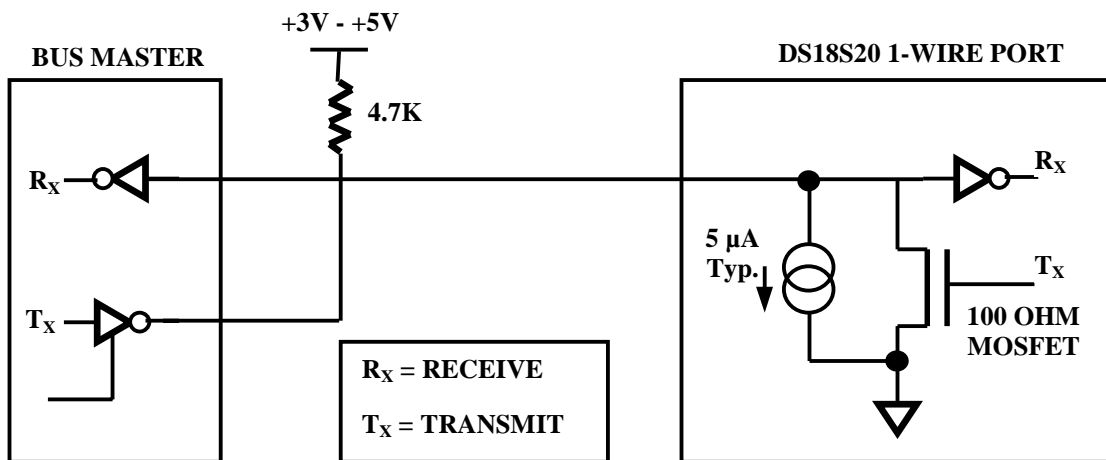 +3V - +5V
BUS MASTER
DS18S20 1-WIRE PORT
4.7K
RX
RX
5 µA
Typ.
TX
TX
100 OHM
MOSFET
RX = RECEIVE
TX = TRANSMIT